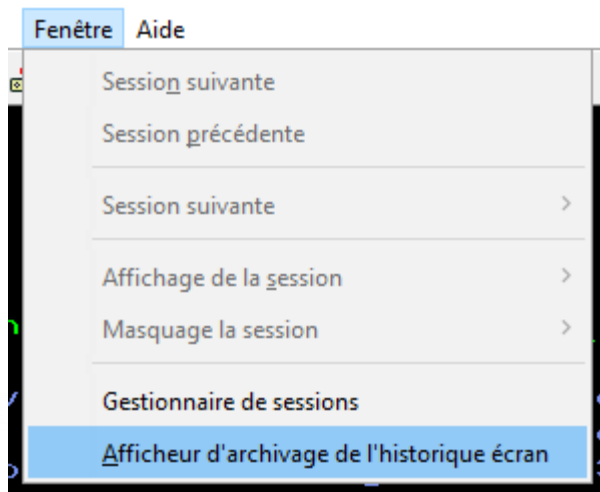 Fenêtre Aide
Session suivante
Session précédente
Session suivante
Affichage de la session
Masquage la session
Gestionnaire de sessions
Afficheur d'archivage de l'historique écran